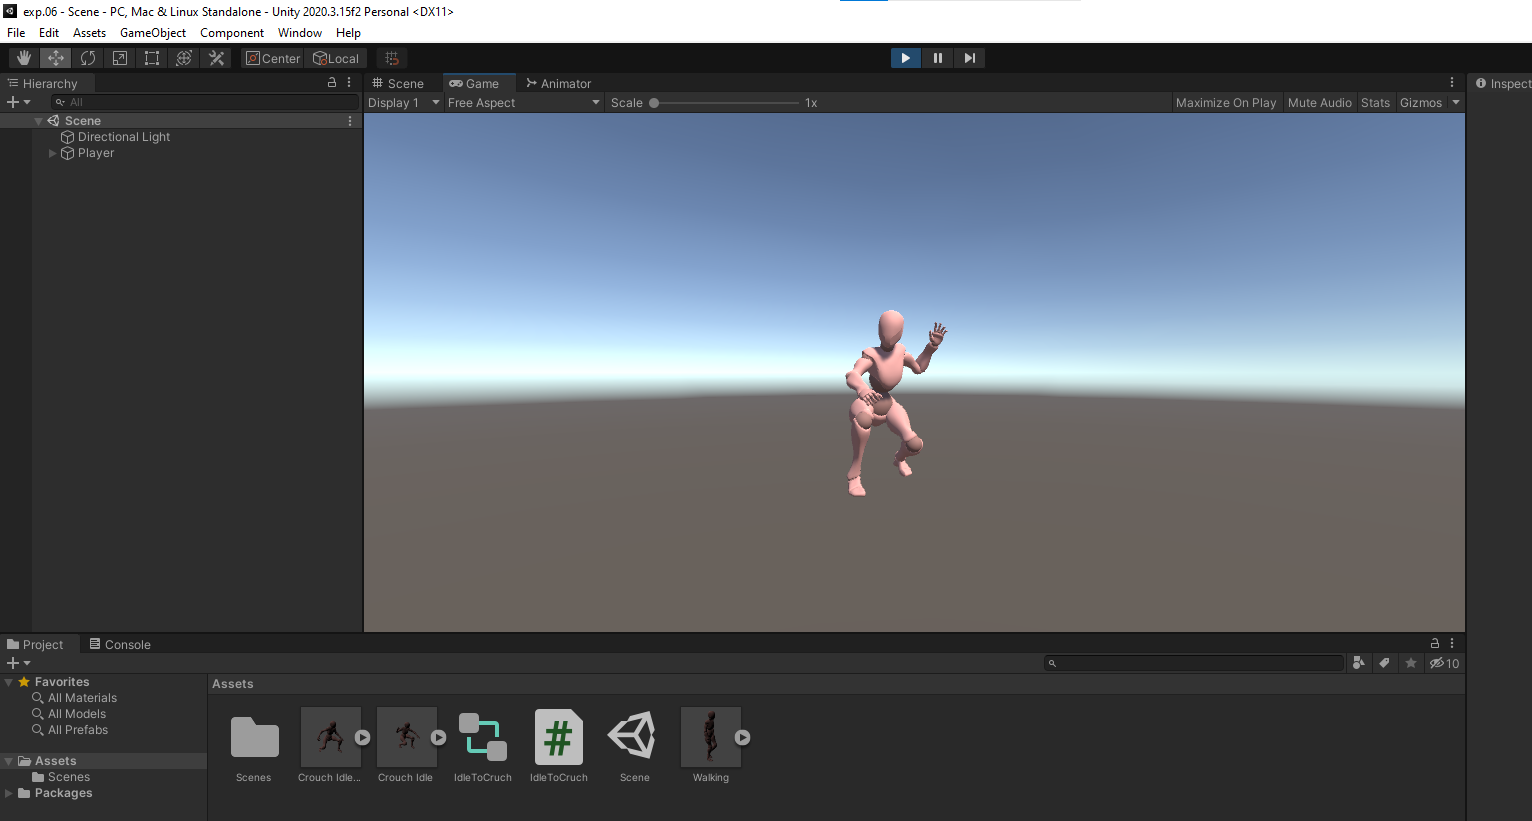 exp.06 - Scene - PC, Mac & Linux Standalone - Unity 2020.3.15f2 Personal <DX11>
File Edit Assets GameObject Component Window Help
Center Local
Hierarchy
All
Scene
Directional Light
Player
Scene Game Animator
Display 1 Free Aspect Scale 1x Maximize On Play Mute Audio Stats Gizmos
Inspect
Project Console
10
Favorites
All Materials
All Models
All Prefabs
Assets
Scenes
Packages
Assets
Scenes Crouch Idle... Crouch Idle IdleToCruch IdleToCruch Scene Walking